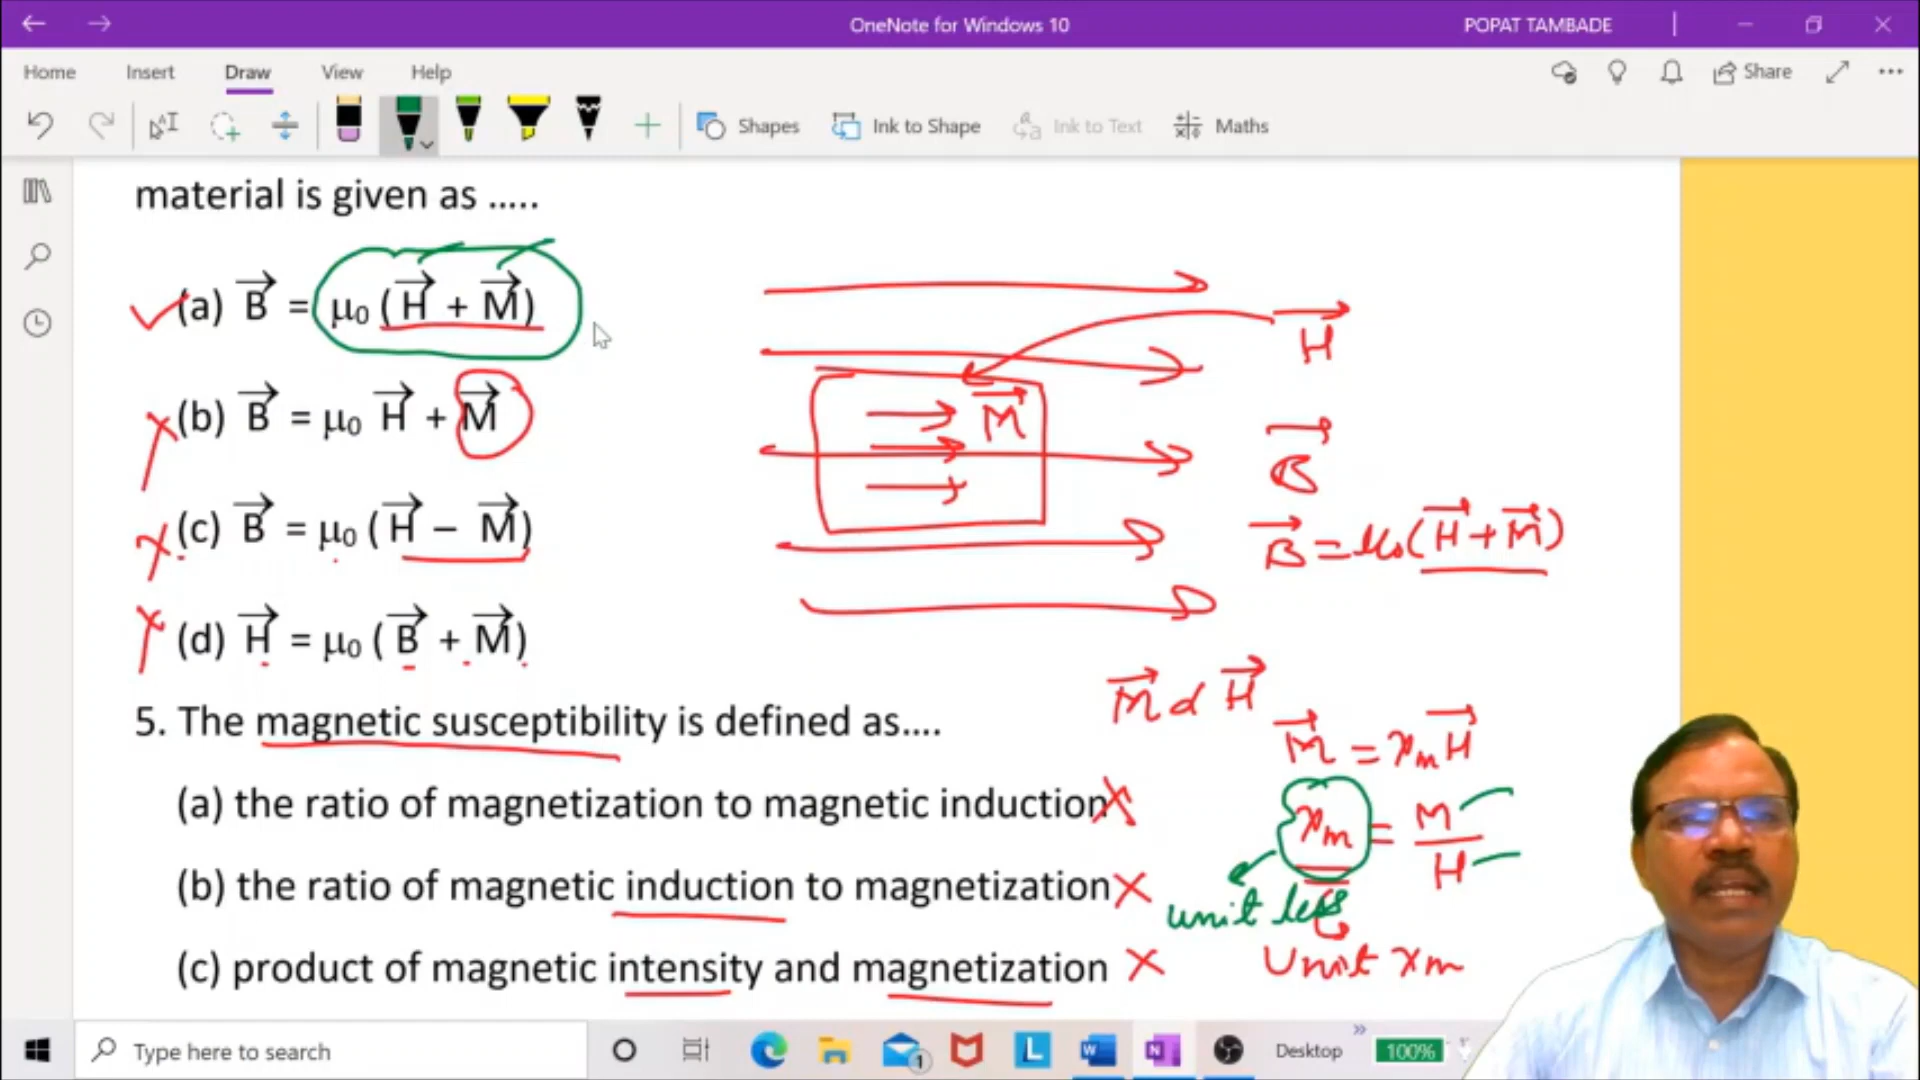 OneNote for Windows 10
POPAT TAMBADE
Home Insert Draw View Help
Share
Shapes Ink to Shape Ink to Text Maths
material is given as .....
(a) B⃗ = μ₀ (H⃗ + M⃗)
H⃗
(b) B⃗ = μ₀ H⃗ + M⃗
M⃗
B⃗
(c) B⃗ = μ₀ (H⃗ − M⃗)
B⃗ = μ₀(H⃗+M⃗)
(d) H⃗ = μ₀ (B⃗ + M⃗)
M⃗ α H⃗
5. The magnetic susceptibility is defined as....
M⃗ = χₘH⃗
(a) the ratio of magnetization to magnetic induction
χₘ = M/H
(b) the ratio of magnetic induction to magnetization
unit less
(c) product of magnetic intensity and magnetization
Unit χₘ
Type here to search
1
L
W
N
Desktop
100%